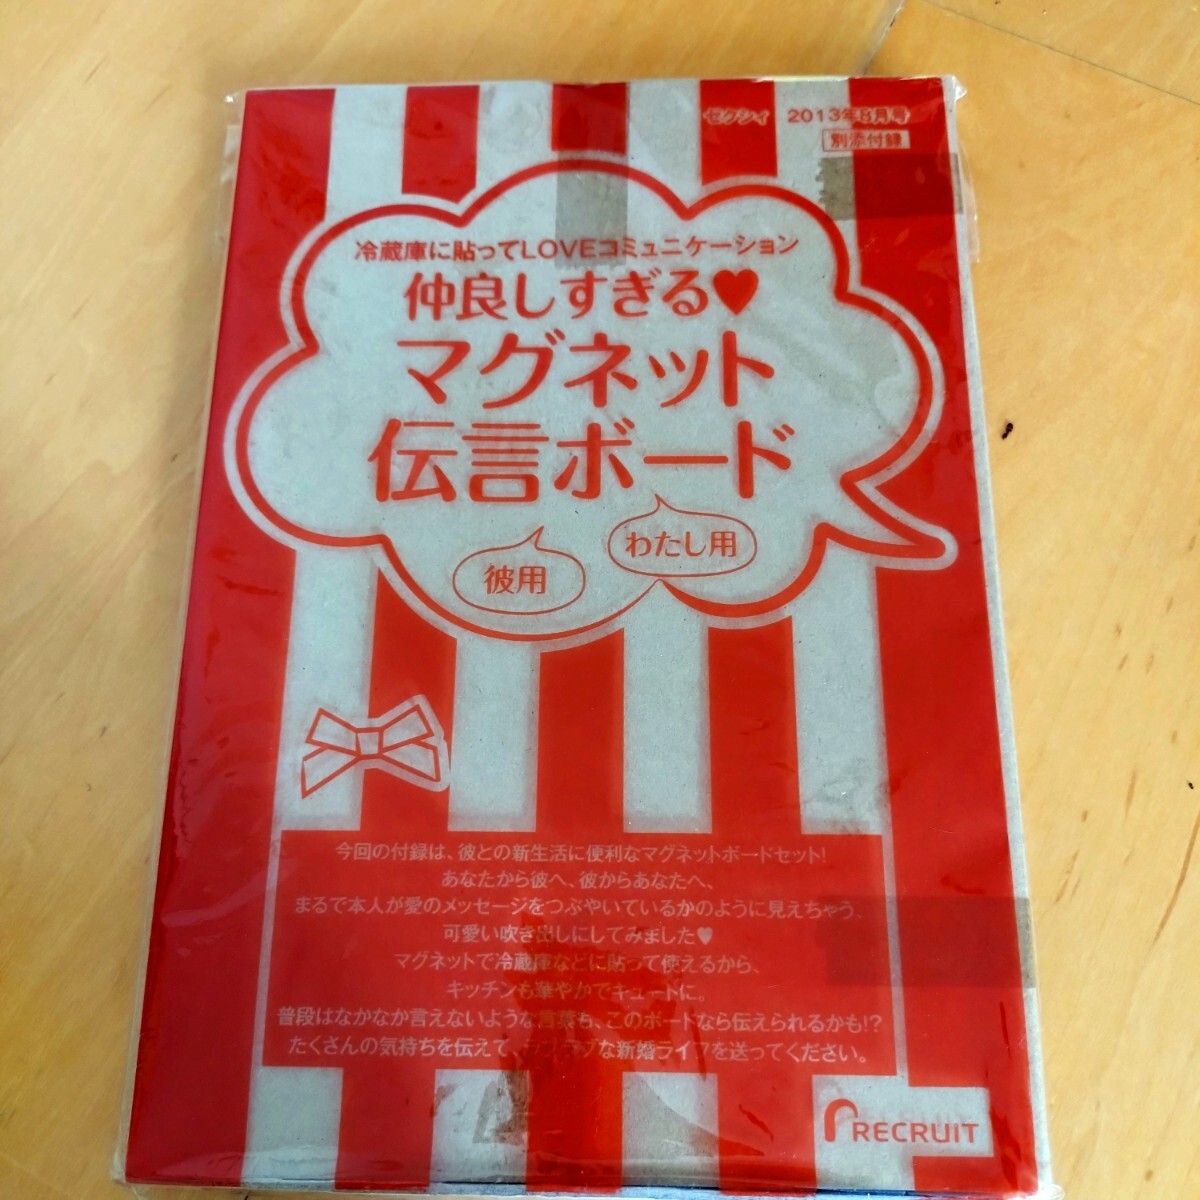 ゼクシィ 2013年8月号
別添付録
冷蔵庫に貼ってLOVEコミュニケーション
仲良しすぎる♥
マグネット
伝言ボード
わたし用
彼用
今回の付録は、彼との新生活に便利なマグネットボードセット!
あなたから彼へ、彼からあなたへ、
まるで本人が愛のメッセージをつぶやいているかのように見えちゃう、
可愛い吹き出しにしてみました♥
マグネットで冷蔵庫などに貼って使えるから、
キッチンも華やかでキュートに。
普段はなかなか言えないような言葉も、このボードなら伝えられるかも!?
たくさんの気持ちを伝えて、ラブラブな新婚ライフを送ってください。
RECRUIT